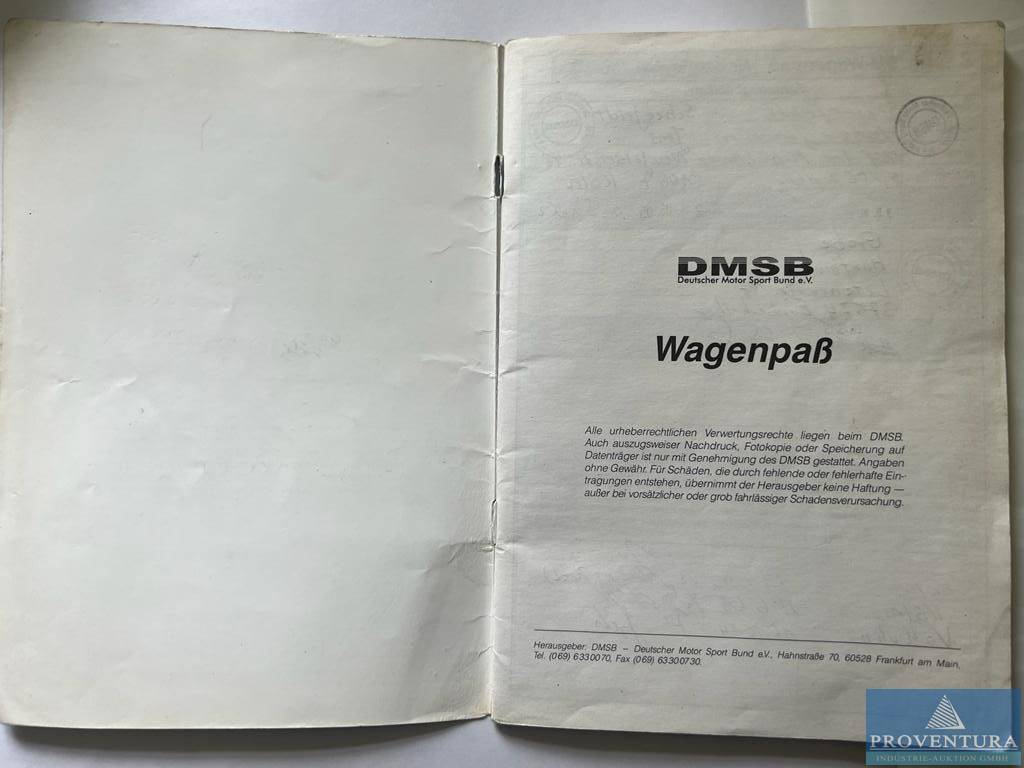 DMSB
Deutscher Motor Sport Bund e.V.
Wagenpaß
Alle urheberrechtlichen Verwertungsrechte liegen beim DMSB.
Auch auszugsweiser Nachdruck, Fotokopie oder Speicherung auf
Datenträger ist nur mit Genehmigung des DMSB gestattet. Angaben
ohne Gewähr. Für Schäden, die durch fehlende oder fehlerhafte Ein-
tragungen entstehen, übernimmt der Herausgeber keine Haftung —
außer bei vorsätzlicher oder grob fahrlässiger Schadensverursachung.
Herausgeber: DMSB – Deutscher Motor Sport Bund e.V., Hahnstraße 70, 60528 Frankfurt am Main,
Tel. (069) 6330070, Fax (069) 63300730.
PROVENTURA
INDUSTRIE-AUKTION GMBH